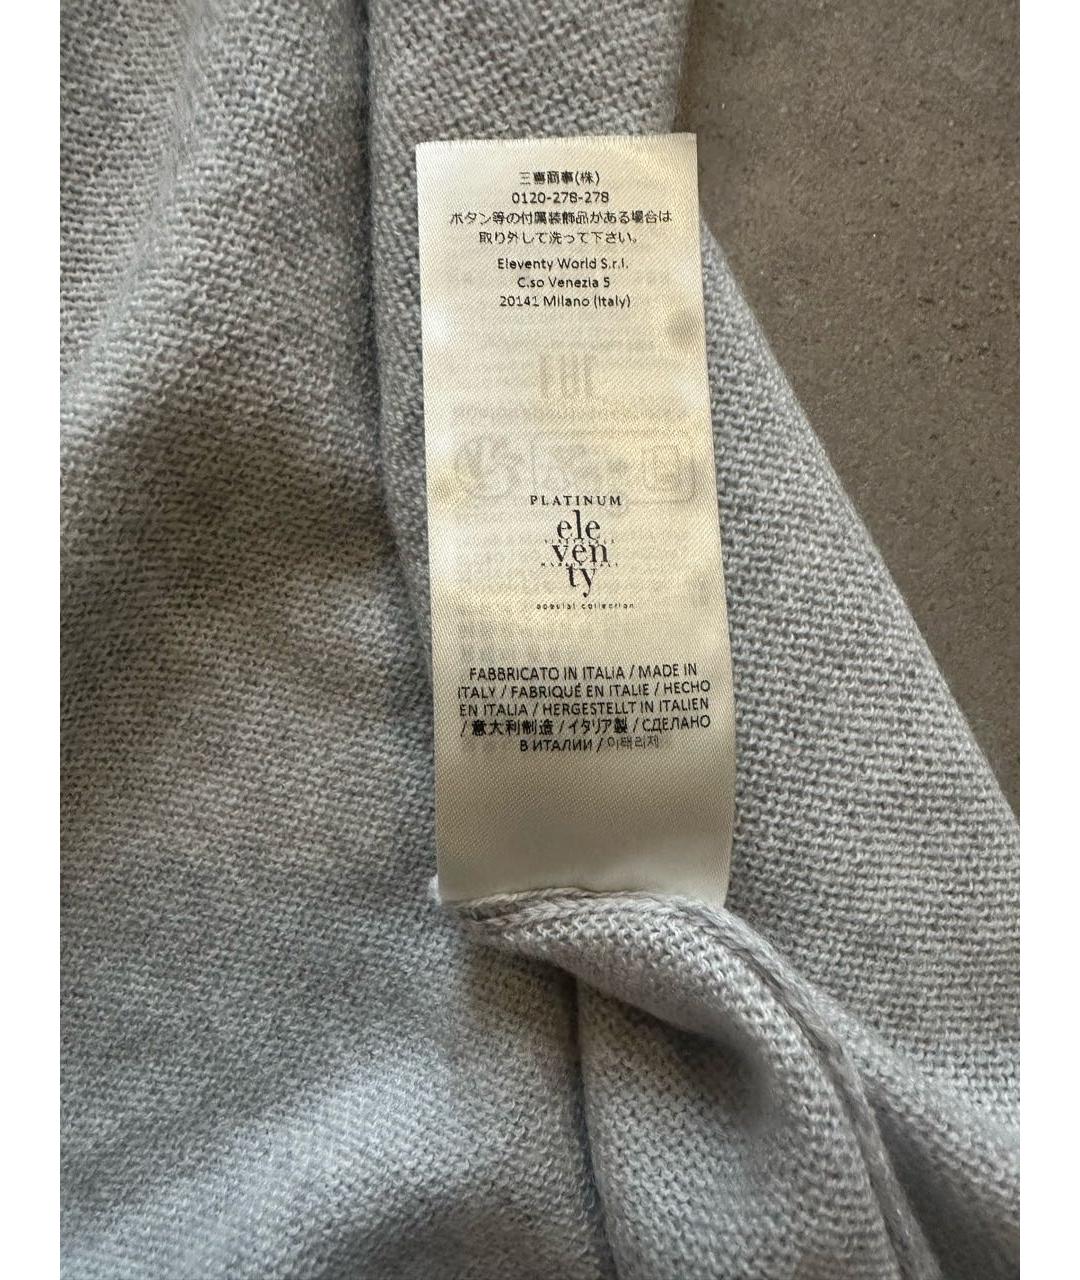 三喜商事(株)
0120-278-278
ボタン等の付属装飾品がある場合は
取り外して洗って下さい。
Eleventy World S.r.l.
C.so Venezia 5
20141 Milano (Italy)
PLATINUM
ele
ven
ty
special collection
FABBRICATO IN ITALIA / MADE IN
ITALY / FABRIQUÉ EN ITALIE / HECHO
EN ITALIA / HERGESTELLT IN ITALIEN
/ 意大利制造 / イタリア製 / СДЕЛАНО
В ИТАЛИИ / 이태리제